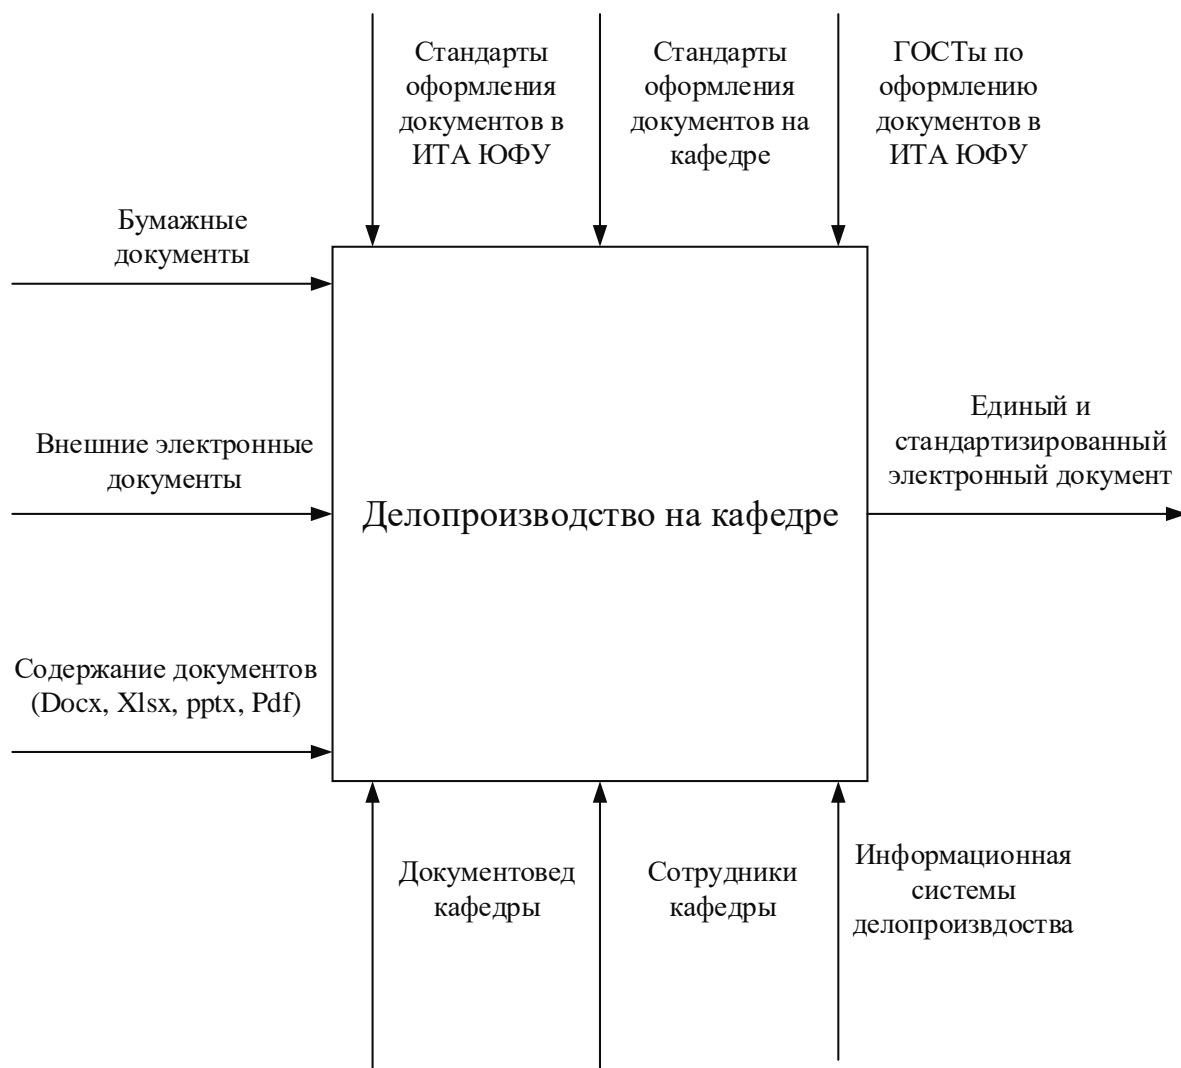 Стандарты
оформления
документов в
ИТА ЮФУ
Стандарты
оформления
документов на
кафедре
ГОСТы по
оформлению
документов в
ИТА ЮФУ
Бумажные
документы
Внешние электронные
документы
Содержание документов
(Docx, Xlsx, pptx, Pdf)
Делопроизводство на кафедре
Единый и
стандартизированный
электронный документ
Документовед
кафедры
Сотрудники
кафедры
Информационная
системы
делопроизвдоства